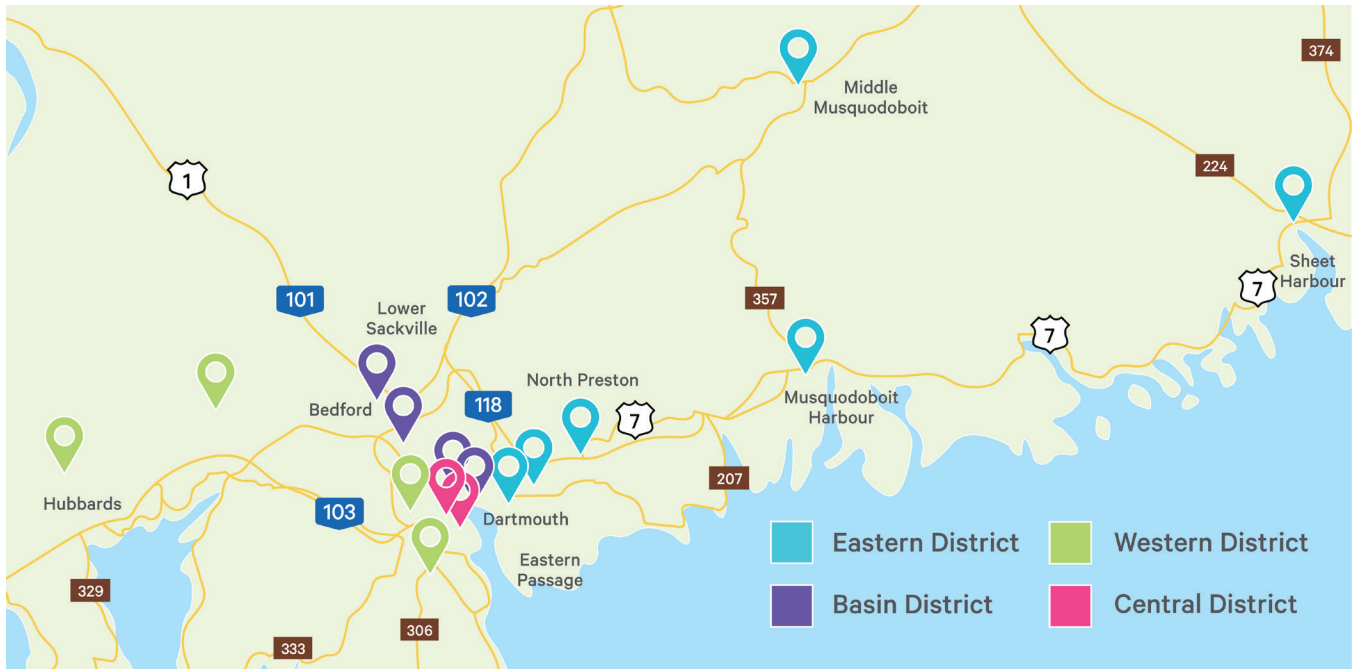 374
Middle
Musquodoboit
224
1
Sheet
Harbour
7
101
102
357
Lower
Sackville
7
North Preston
Bedford
118
7
Musquodoboit
Harbour
Hubbards
103
207
Dartmouth
Eastern
Passage
Eastern District
Western District
Basin District
Central District
329
306
333